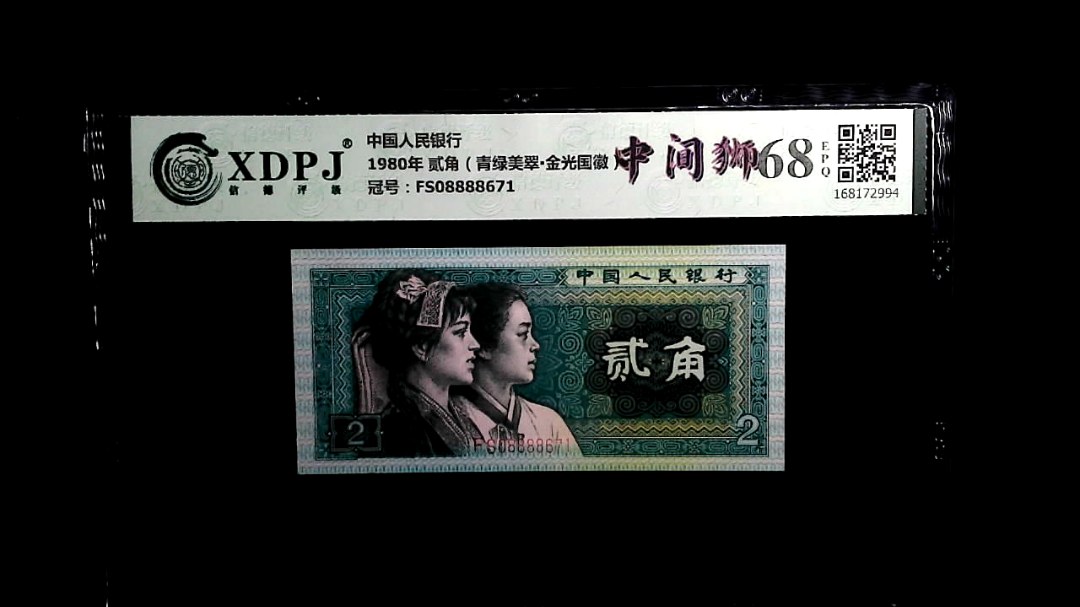 XDPJ®
信德评级
中国人民银行
1980年 贰角（青绿美翠·金光国徽）
冠号：FS08888671
中间狮
68
EPQ
168172994
中国人民银行
贰角
2
2
FS08888671